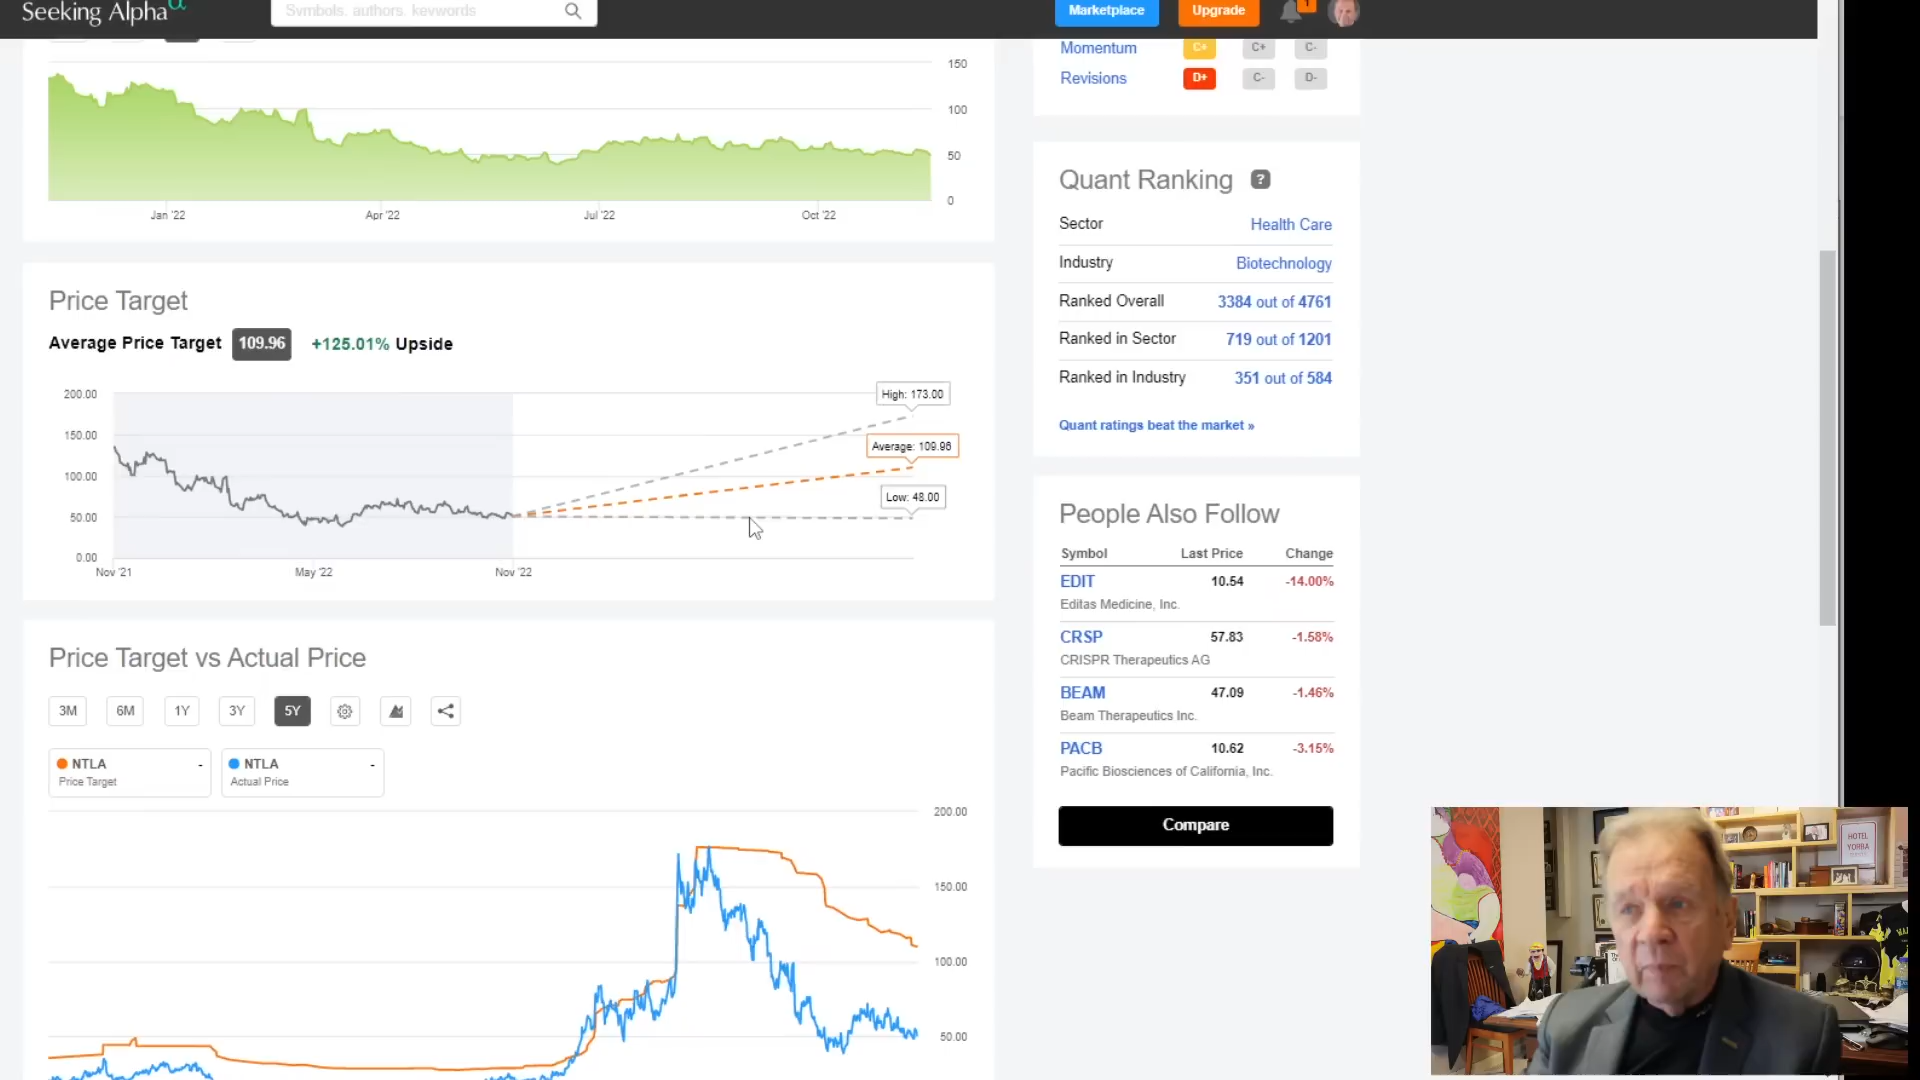 Seeking Alpha α
Symbols, authors, keywords
Marketplace
Upgrade
1
150
100
50
0
Jan '22
Apr '22
Jul '22
Oct '22
Price Target
Average Price Target 109.96 +125.01% Upside
200.00
150.00
100.00
50.00
0.00
High: 173.00
Average: 109.96
Low: 48.00
Nov '21
May '22
Nov '22
Price Target vs Actual Price
3M
6M
1Y
3Y
5Y
NTLA -
Price Target
NTLA -
Actual Price
200.00
150.00
100.00
50.00
Momentum C+ C+ C-
Revisions D+ C- D-
Quant Ranking ?
Sector Health Care
Industry Biotechnology
Ranked Overall 3384 out of 4761
Ranked in Sector 719 out of 1201
Ranked in Industry 351 out of 584
Quant ratings beat the market »
People Also Follow
Symbol Last Price Change
EDIT 10.54 -14.00%
Editas Medicine, Inc.
CRSP 57.83 -1.58%
CRISPR Therapeutics AG
BEAM 47.09 -1.46%
Beam Therapeutics Inc.
PACB 10.62 -3.15%
Pacific Biosciences of California, Inc.
Compare
HOTEL
YORBA